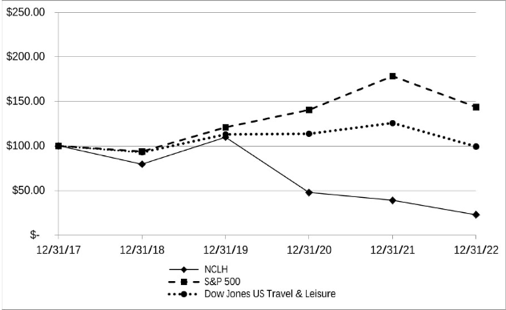 $250.00
$200.00
$150.00
$100.00
$50.00
$-
12/31/17 12/31/18 12/31/19 12/31/20 12/31/21 12/31/22
NCLH
S&P 500
Dow Jones US Travel & Leisure